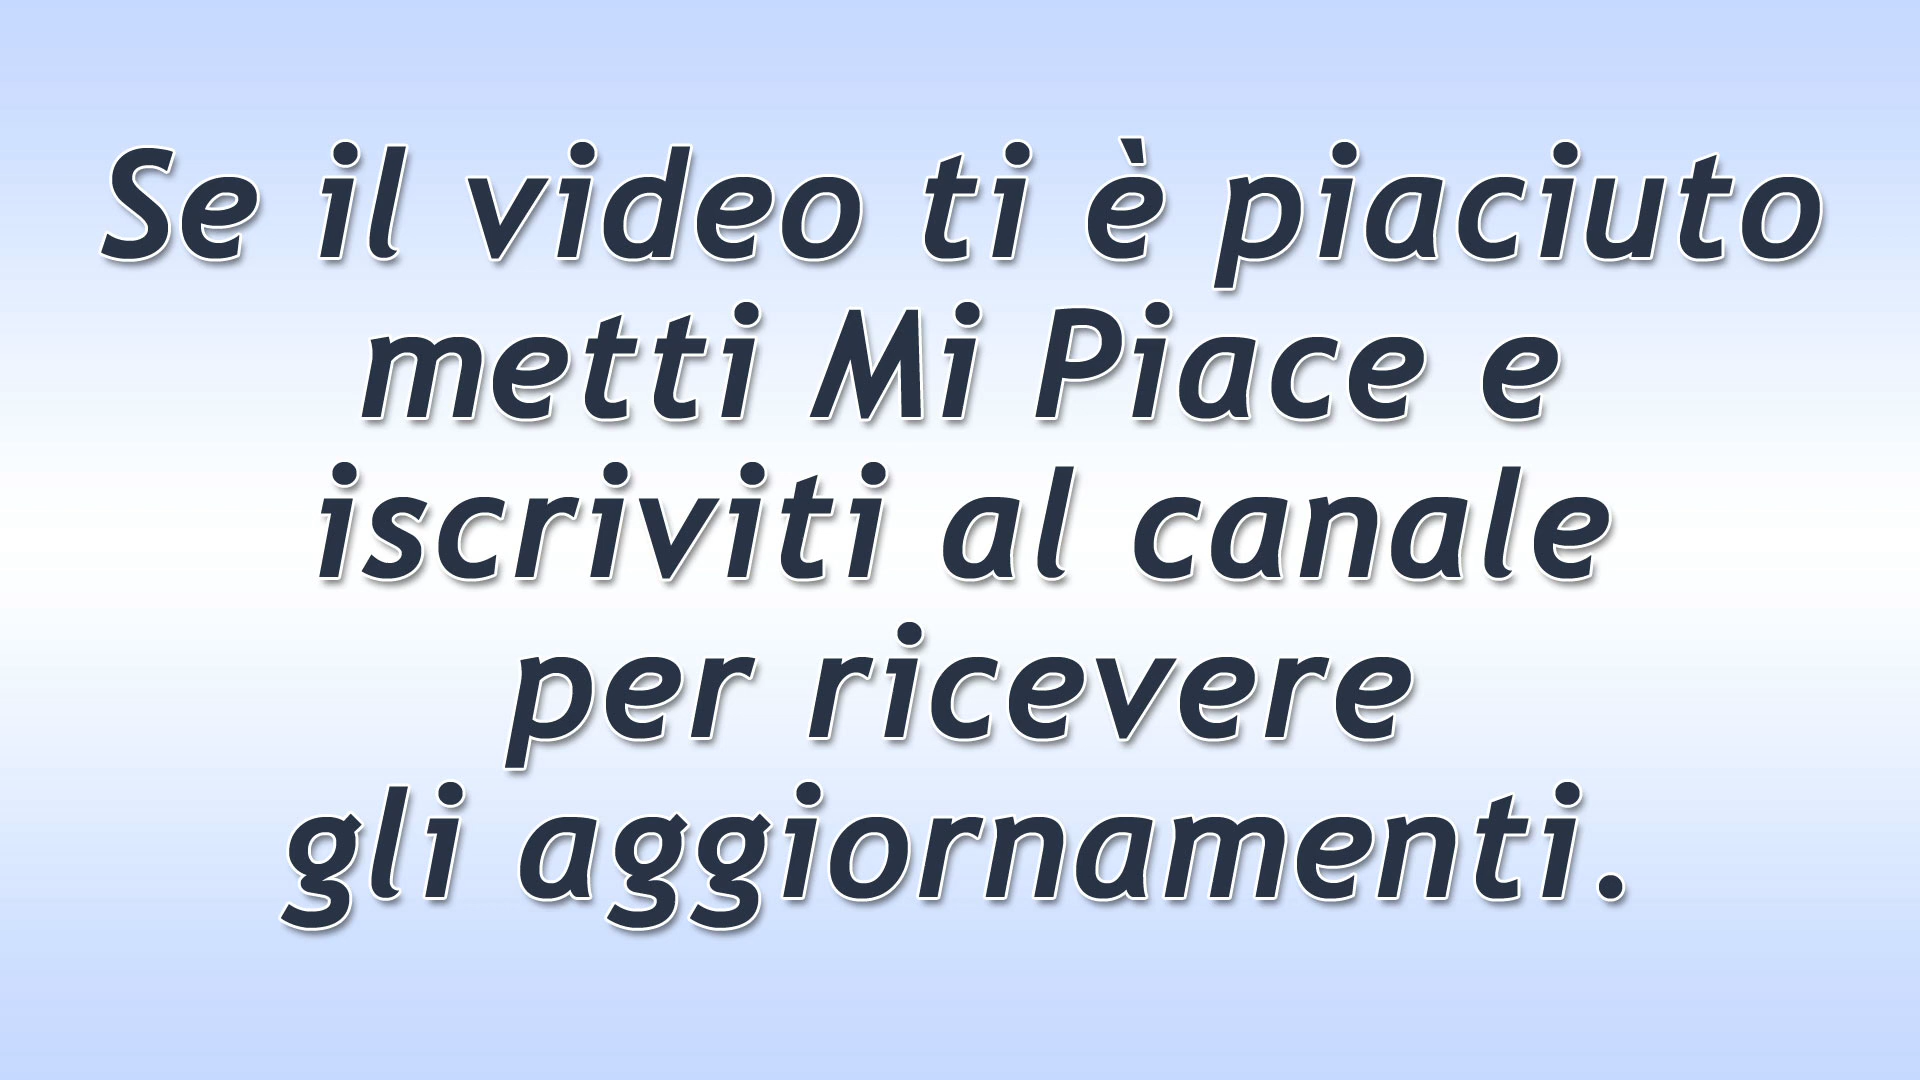 Se il video ti è piaciuto
metti Mi Piace e
iscriviti al canale
per ricevere
gli aggiornamenti.